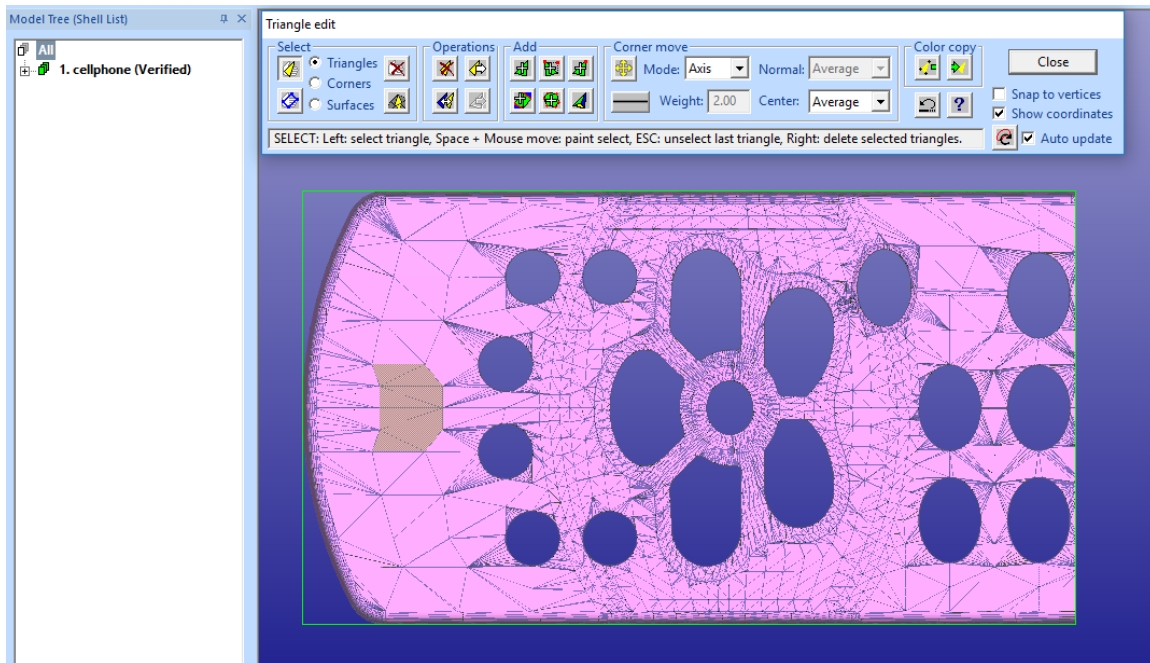 Model Tree (Shell List)
All
1. cellphone (Verified)
Triangle edit
Select
Triangles
Corners
Surfaces
Operations
Add
Corner move
Mode: Axis
Normal: Average
Weight: 2.00
Center: Average
Color copy
?
Close
Snap to vertices
Show coordinates
Auto update
SELECT: Left: select triangle, Space + Mouse move: paint select, ESC: unselect last triangle, Right: delete selected triangles.